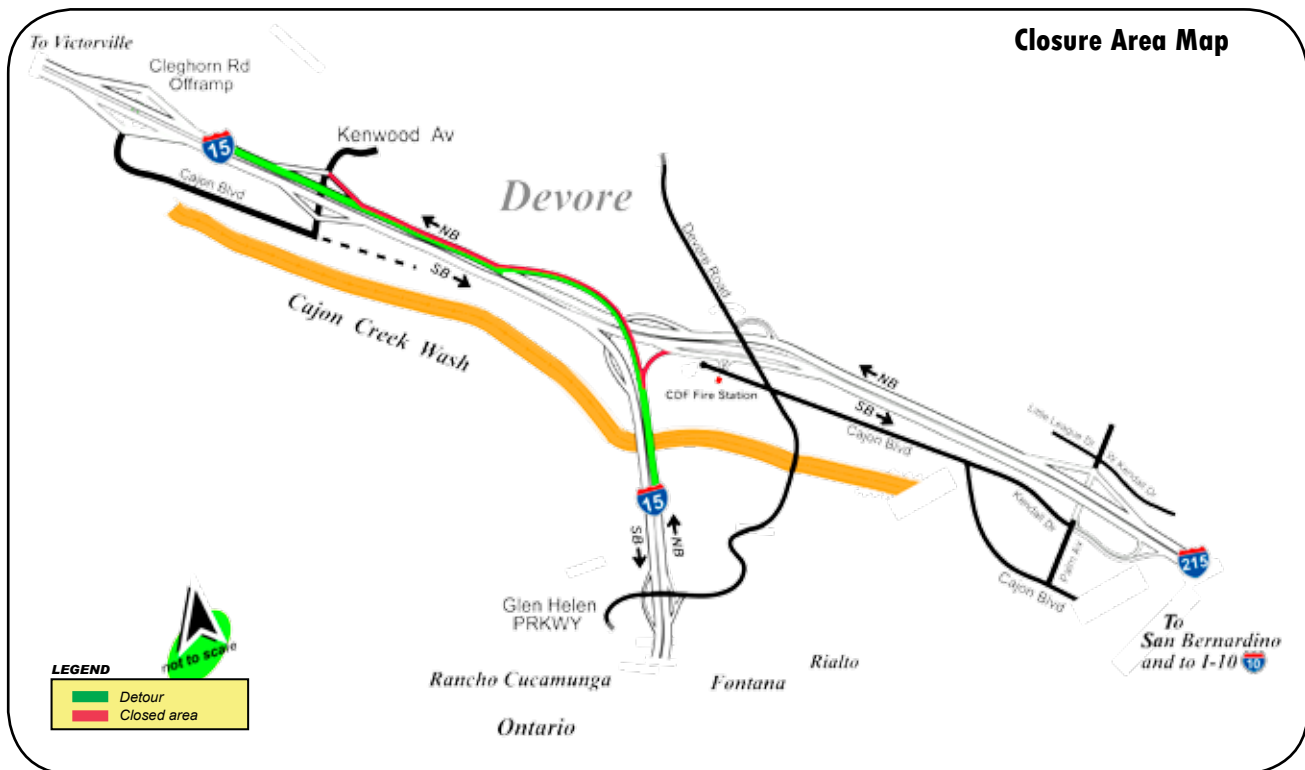 Closure Area Map
To Victorville
Cleghorn Rd
Offramp
15
Kenwood Av
Cajon Blvd
Devore
NB
SB
Devore Road
Cajon Creek Wash
NB
CDF Fire Station
SB
Cajon Blvd
Little League Dr
W Kendall Dr
Kendall Dr
Palm Av
Cajon Blvd
15
SB
NB
215
Glen Helen
PRKWY
To
San Bernardino
and to I-10 10
not to scale
LEGEND
Detour
Closed area
Rancho Cucamunga
Fontana
Rialto
Ontario